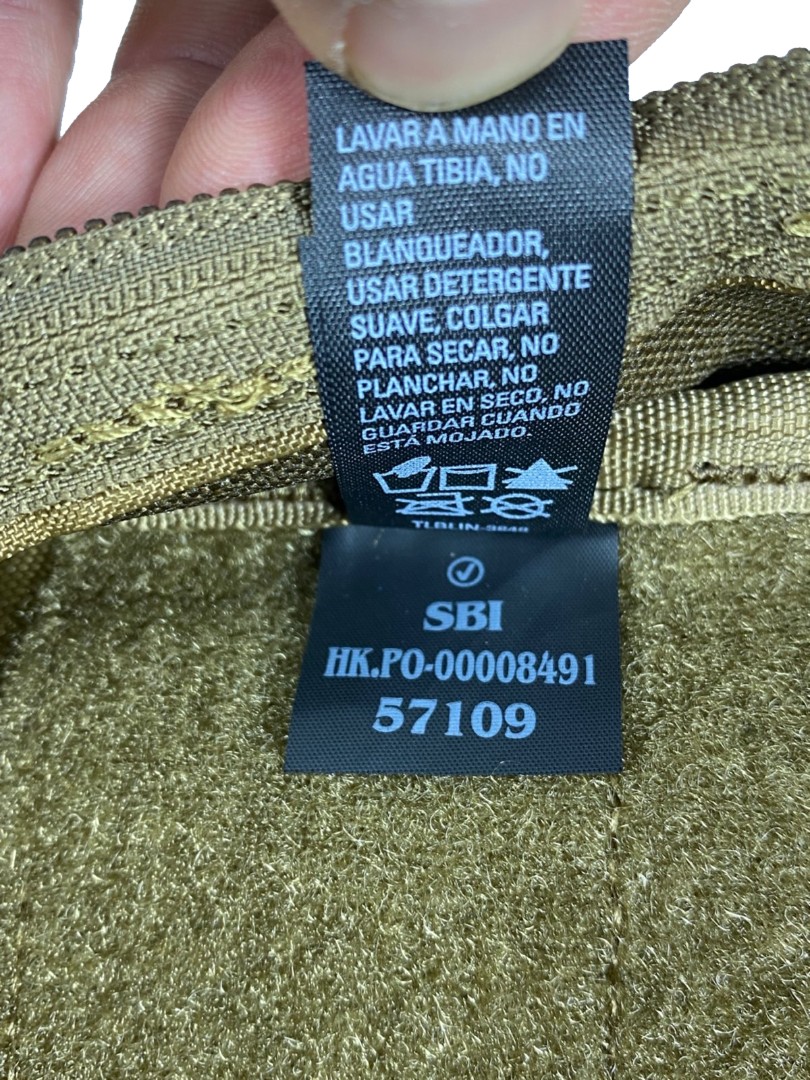 LAVAR A MANO EN
AGUA TIBIA, NO
USAR
BLANQUEADOR,
USAR DETERGENTE
SUAVE, COLGAR
PARA SECAR, NO
PLANCHAR, NO
LAVAR EN SECO, NO
GUARDAR CUANDO
ESTÁ MOJADO.
SBI
HK.PO-00008491
57109